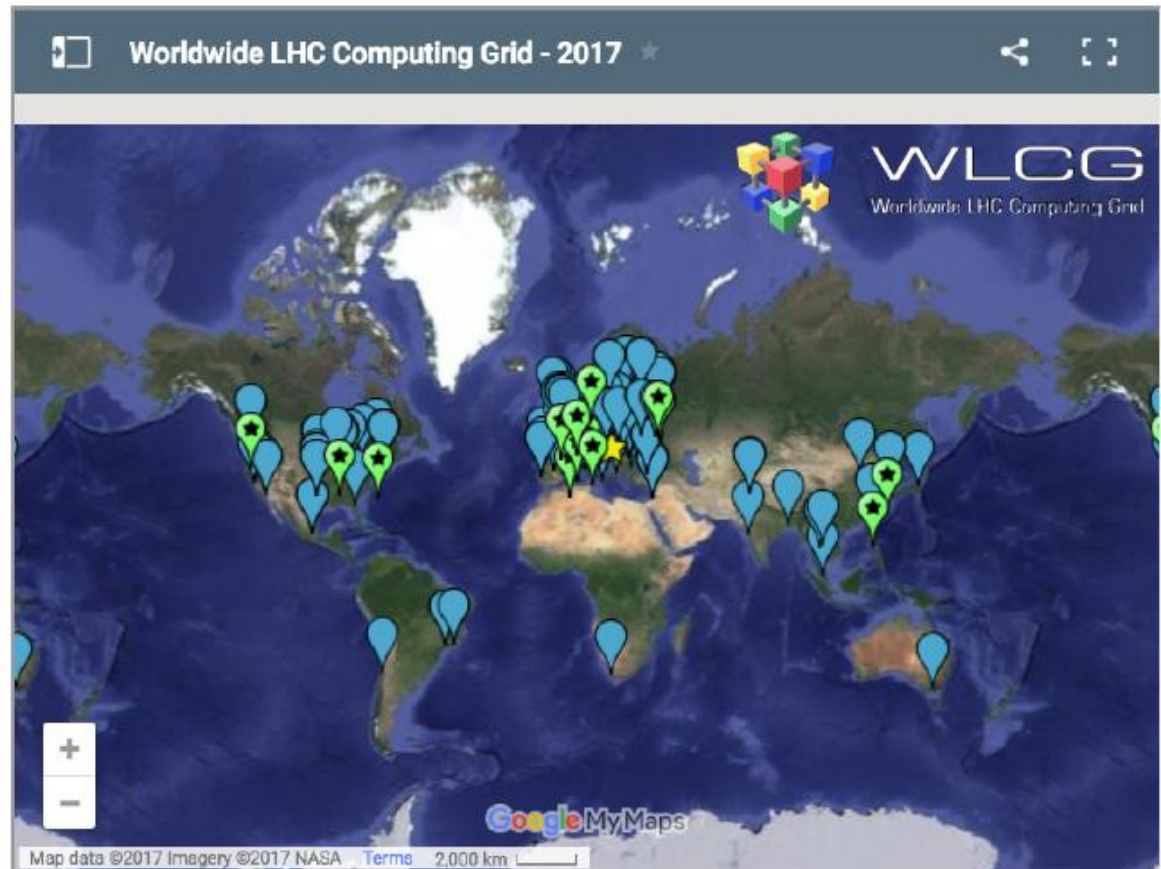 Worldwide LHC Computing Grid - 2017
WLCG
Worldwide LHC Computing Grid
+
−
Google My Maps
Map data ©2017 Imagery ©2017 NASA Terms 2,000 km